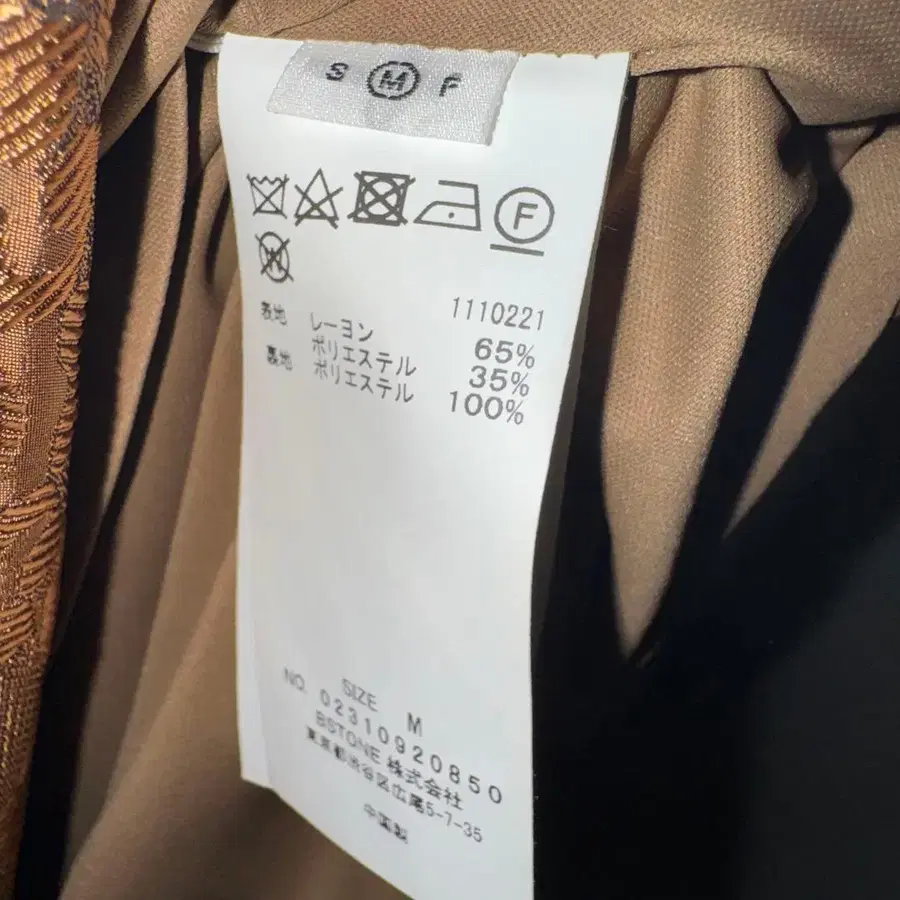 S M F
F
W
1110221
表地 レーヨン 65%
ポリエステル 35%
裏地 ポリエステル 100%
SIZE M
NO. 02310920850
BSTONE 株式会社
東京都渋谷区広尾5-7-35
中国製